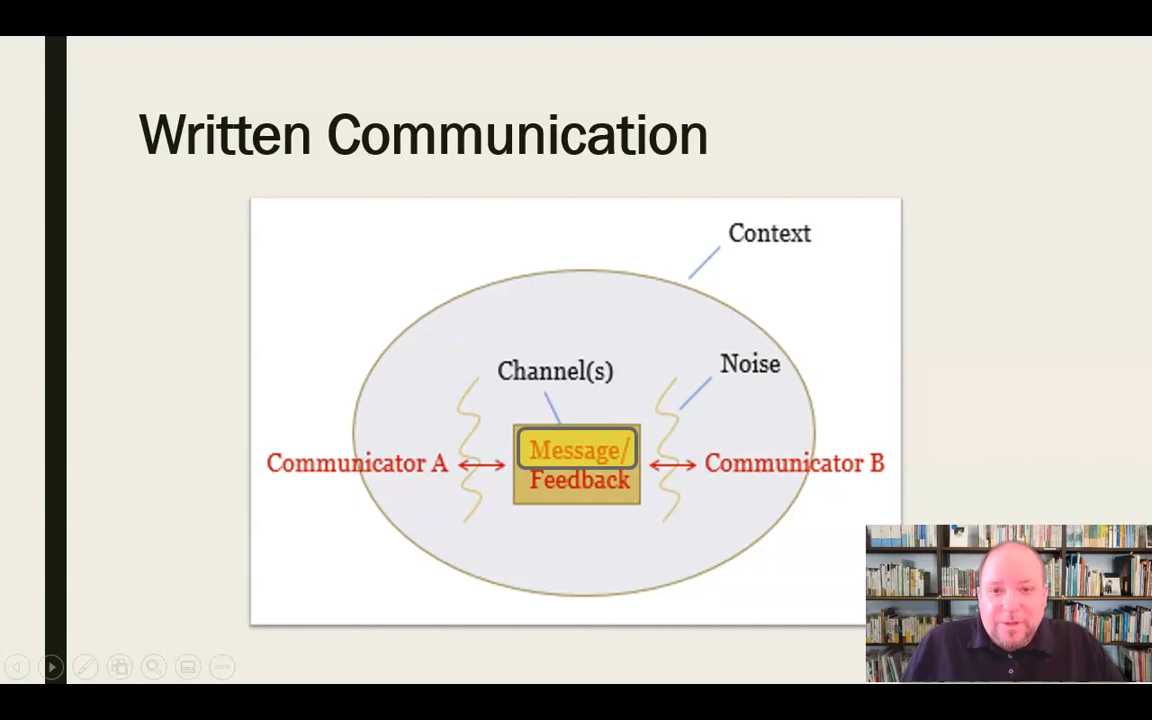 Written Communication
Context
Channel(s)
Noise
Communicator A
Message/
Feedback
Communicator B